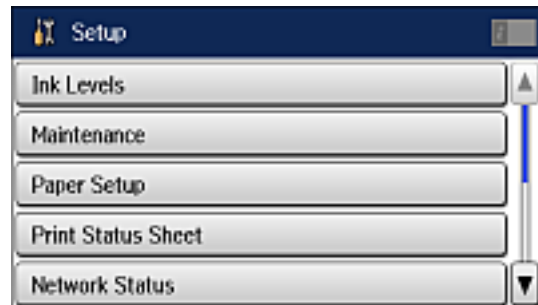 Setup
Ink Levels
Maintenance
Paper Setup
Print Status Sheet
Network Status